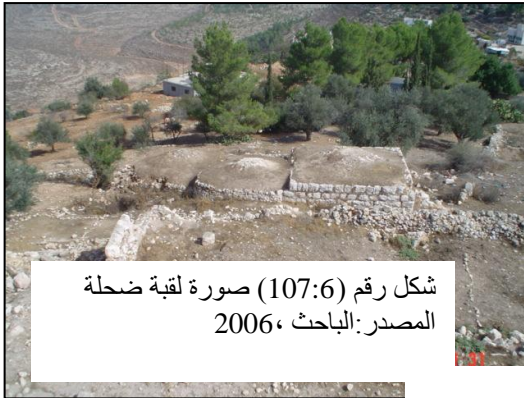 شكل رقم (107:6) صورة لقبة ضحلة
المصدر:الباحث ،2006